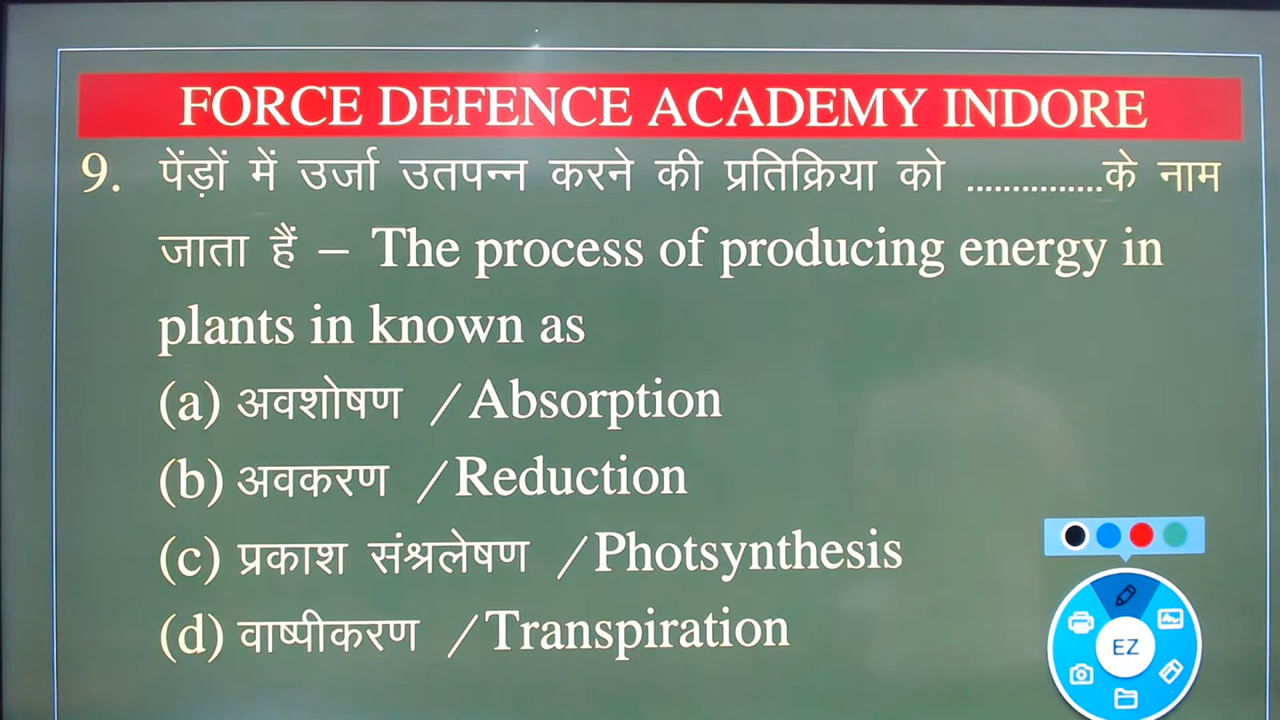 FORCE DEFENCE ACADEMY INDORE
9. पेंड़ों में उर्जा उतपन्न करने की प्रतिक्रिया को ...............के नाम
जाता हैं – The process of producing energy in
plants in known as
(a) अवशोषण / Absorption
(b) अवकरण / Reduction
(c) प्रकाश संश्रलेषण / Photsynthesis
(d) वाष्पीकरण / Transpiration
EZ